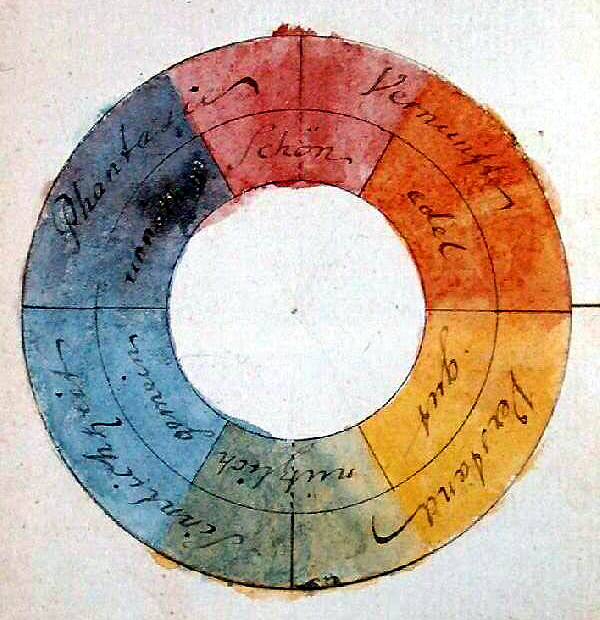 Phantasie
Vernunft
Verstand
Sinnlichkeit
Schön
edel
gut
nützlich
gemein